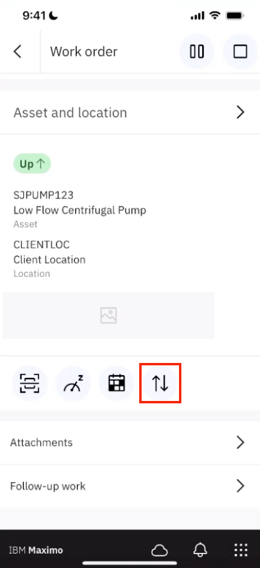 9:41
Work order
Asset and location
Up
SJPUMP123
Low Flow Centrifugal Pump
Asset
CLIENTLOC
Client Location
Location
z
Attachments
Follow-up work
IBM Maximo